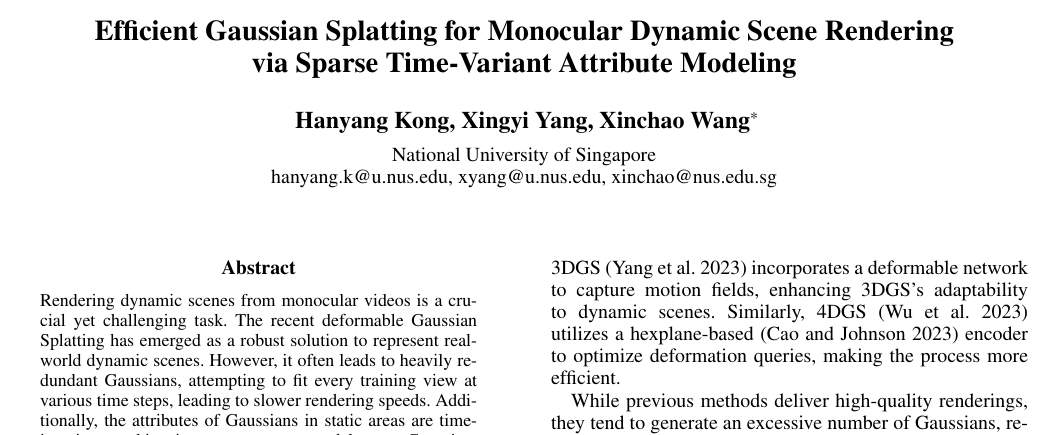 Efficient Gaussian Splatting for Monocular Dynamic Scene Rendering
via Sparse Time-Variant Attribute Modeling
Hanyang Kong, Xingyi Yang, Xinchao Wang*
National University of Singapore
hanyang.k@u.nus.edu, xyang@u.nus.edu, xinchao@nus.edu.sg
Abstract
Rendering dynamic scenes from monocular videos is a cru-
cial yet challenging task. The recent deformable Gaussian
Splatting has emerged as a robust solution to represent real-
world dynamic scenes. However, it often leads to heavily re-
dundant Gaussians, attempting to fit every training view at
various time steps, leading to slower rendering speeds. Addi-
tionally, the attributes of Gaussians in static areas are time-
3DGS (Yang et al. 2023) incorporates a deformable network
to capture motion fields, enhancing 3DGS's adaptability
to dynamic scenes. Similarly, 4DGS (Wu et al. 2023)
utilizes a hexplane-based (Cao and Johnson 2023) encoder
to optimize deformation queries, making the process more
efficient.
While previous methods deliver high-quality renderings,
they tend to generate an excessive number of Gaussians, re-